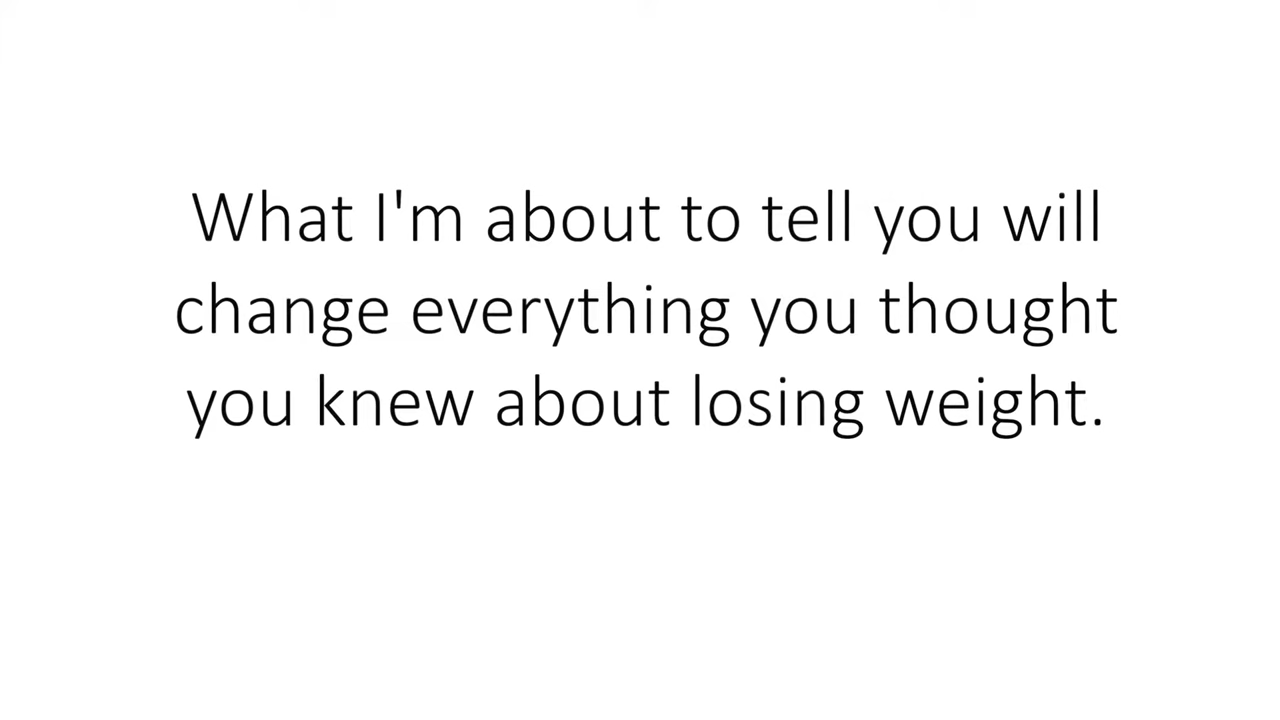 What I'm about to tell you will
change everything you thought
you knew about losing weight.